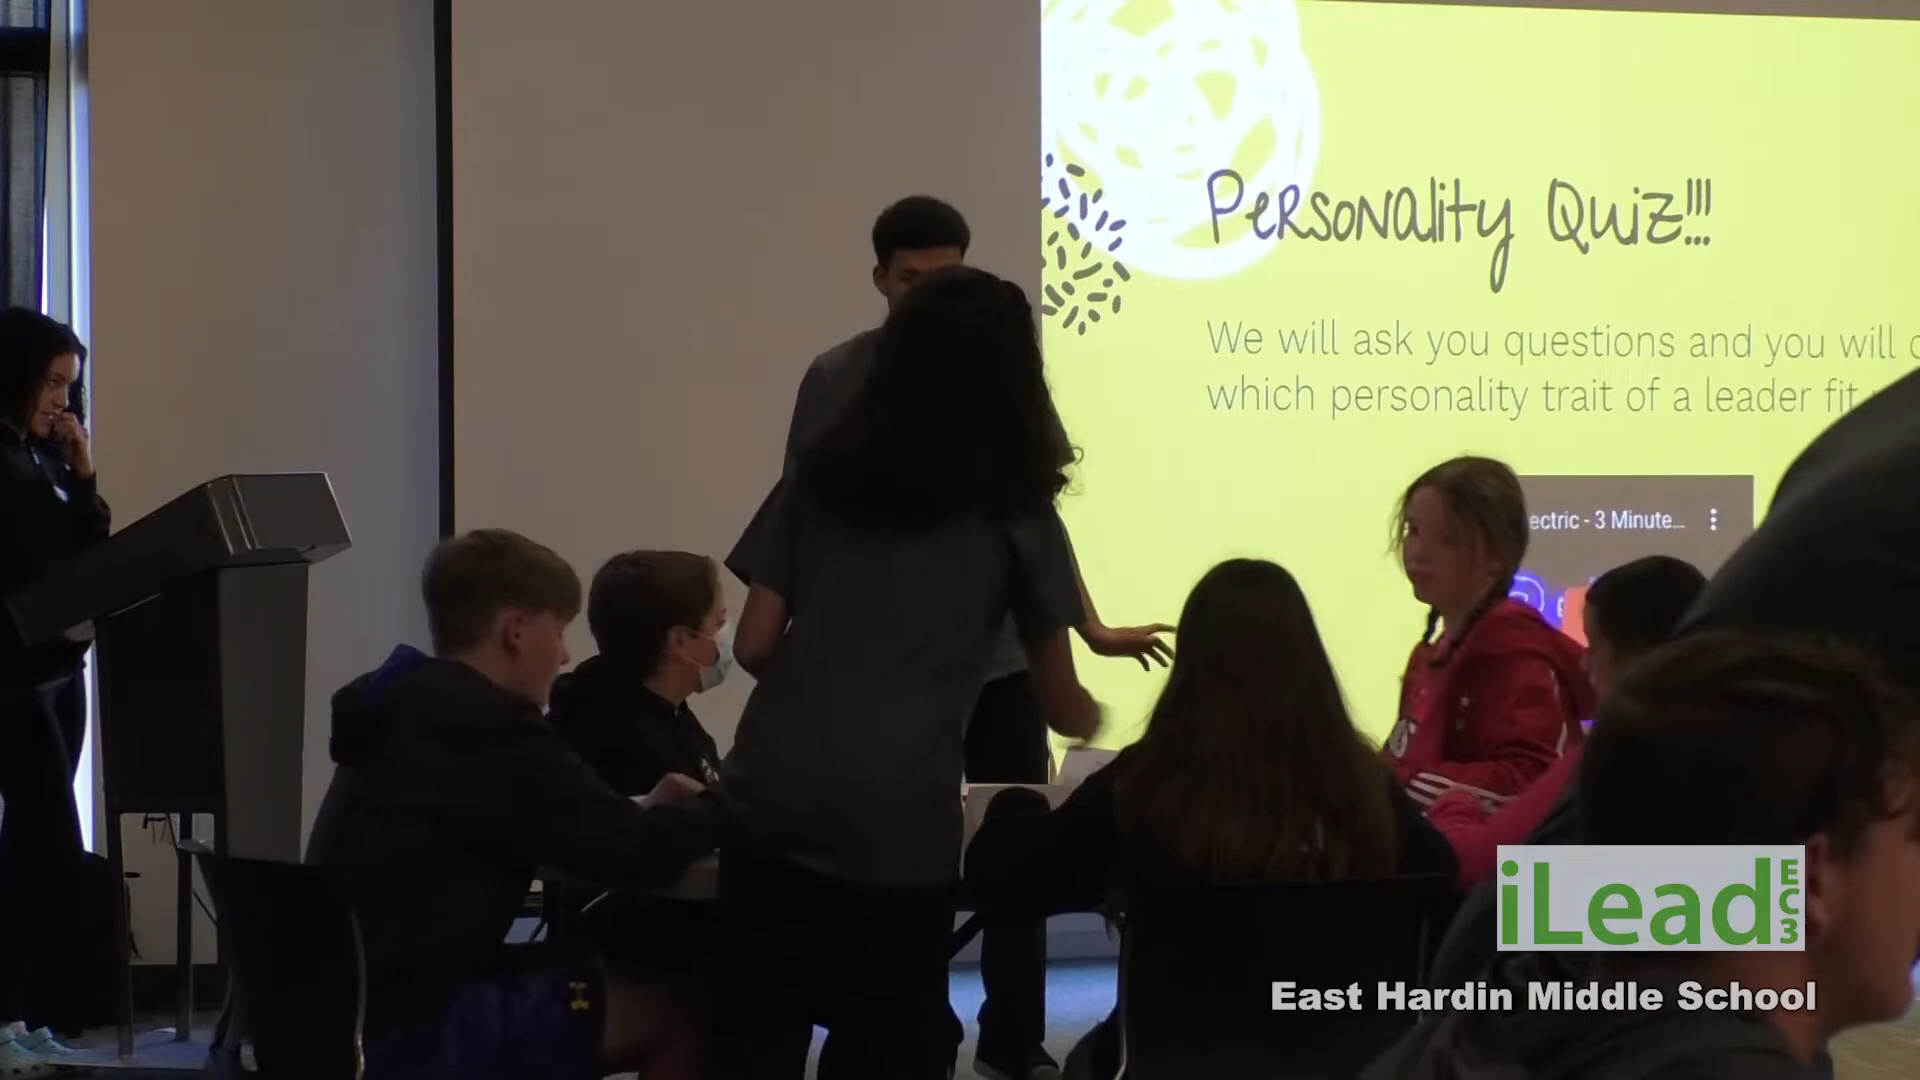 Personality Quiz!!!
We will ask you questions and you will
which personality trait of a leader fit
ectric - 3 Minute...
iLead
EC3
East Hardin Middle School